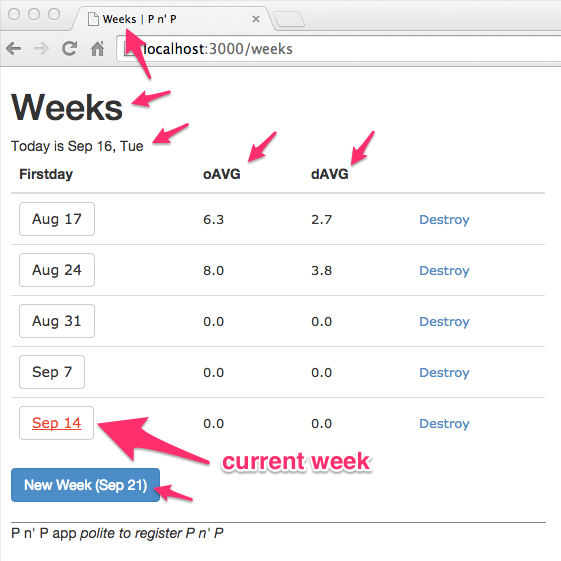 Weeks | P n' P
localhost:3000/weeks
Weeks
Today is Sep 16, Tue
Firstday oAVG dAVG
Aug 17 6.3 2.7 Destroy
Aug 24 8.0 3.8 Destroy
Aug 31 0.0 0.0 Destroy
Sep 7 0.0 0.0 Destroy
Sep 14 0.0 0.0 Destroy
current week
New Week (Sep 21)
P n' P app polite to register P n' P